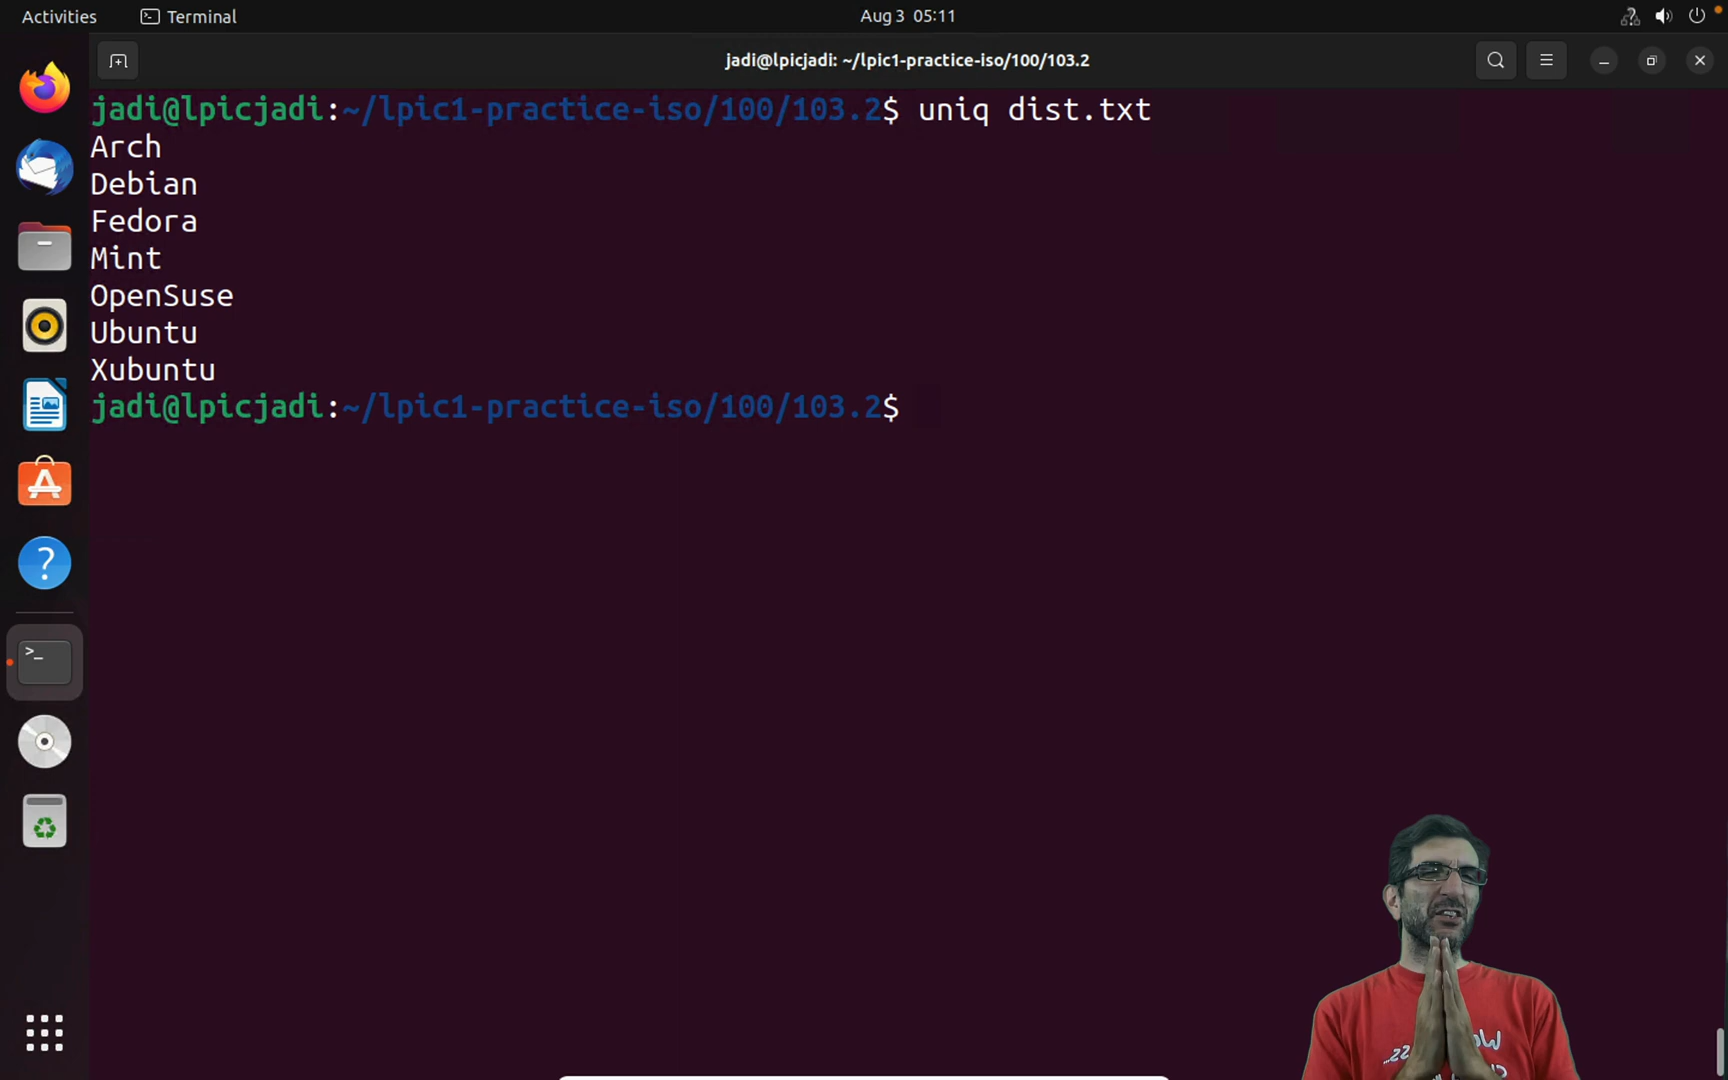 Activities
Terminal
Aug 3 05:11
jadi@lpicjadi: ~/lpic1-practice-iso/100/103.2
jadi@lpicjadi:~/lpic1-practice-iso/100/103.2$ uniq dist.txt
Arch
Debian
Fedora
Mint
OpenSuse
Ubuntu
Xubuntu
jadi@lpicjadi:~/lpic1-practice-iso/100/103.2$